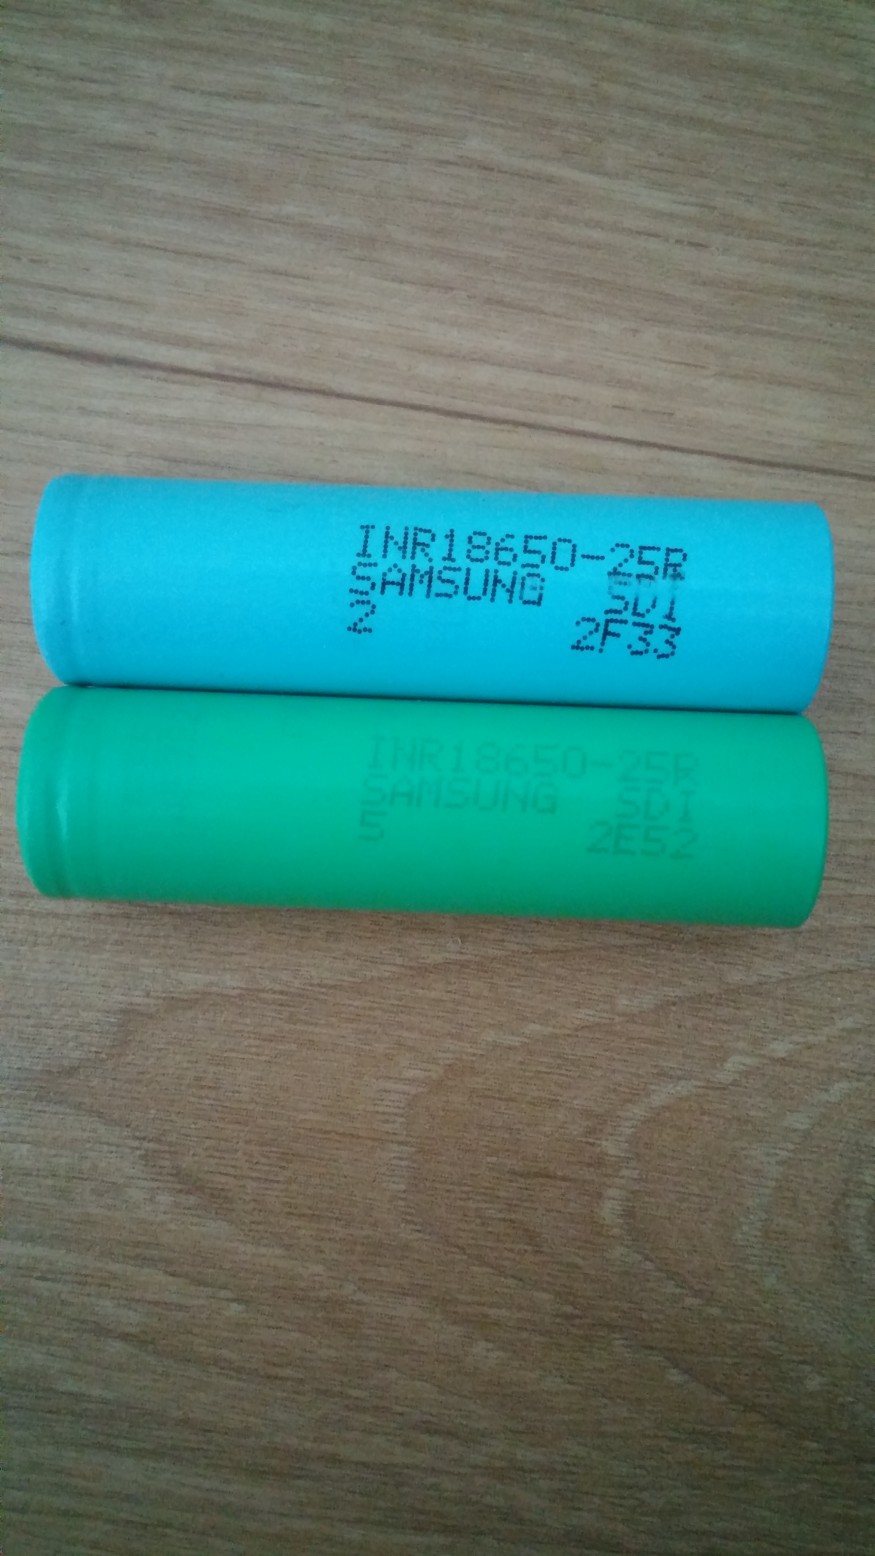 INR18650-25R
SAMSUNG SDI
2 2F33
INR18650-25R
SAMSUNG SDI
5 2E52